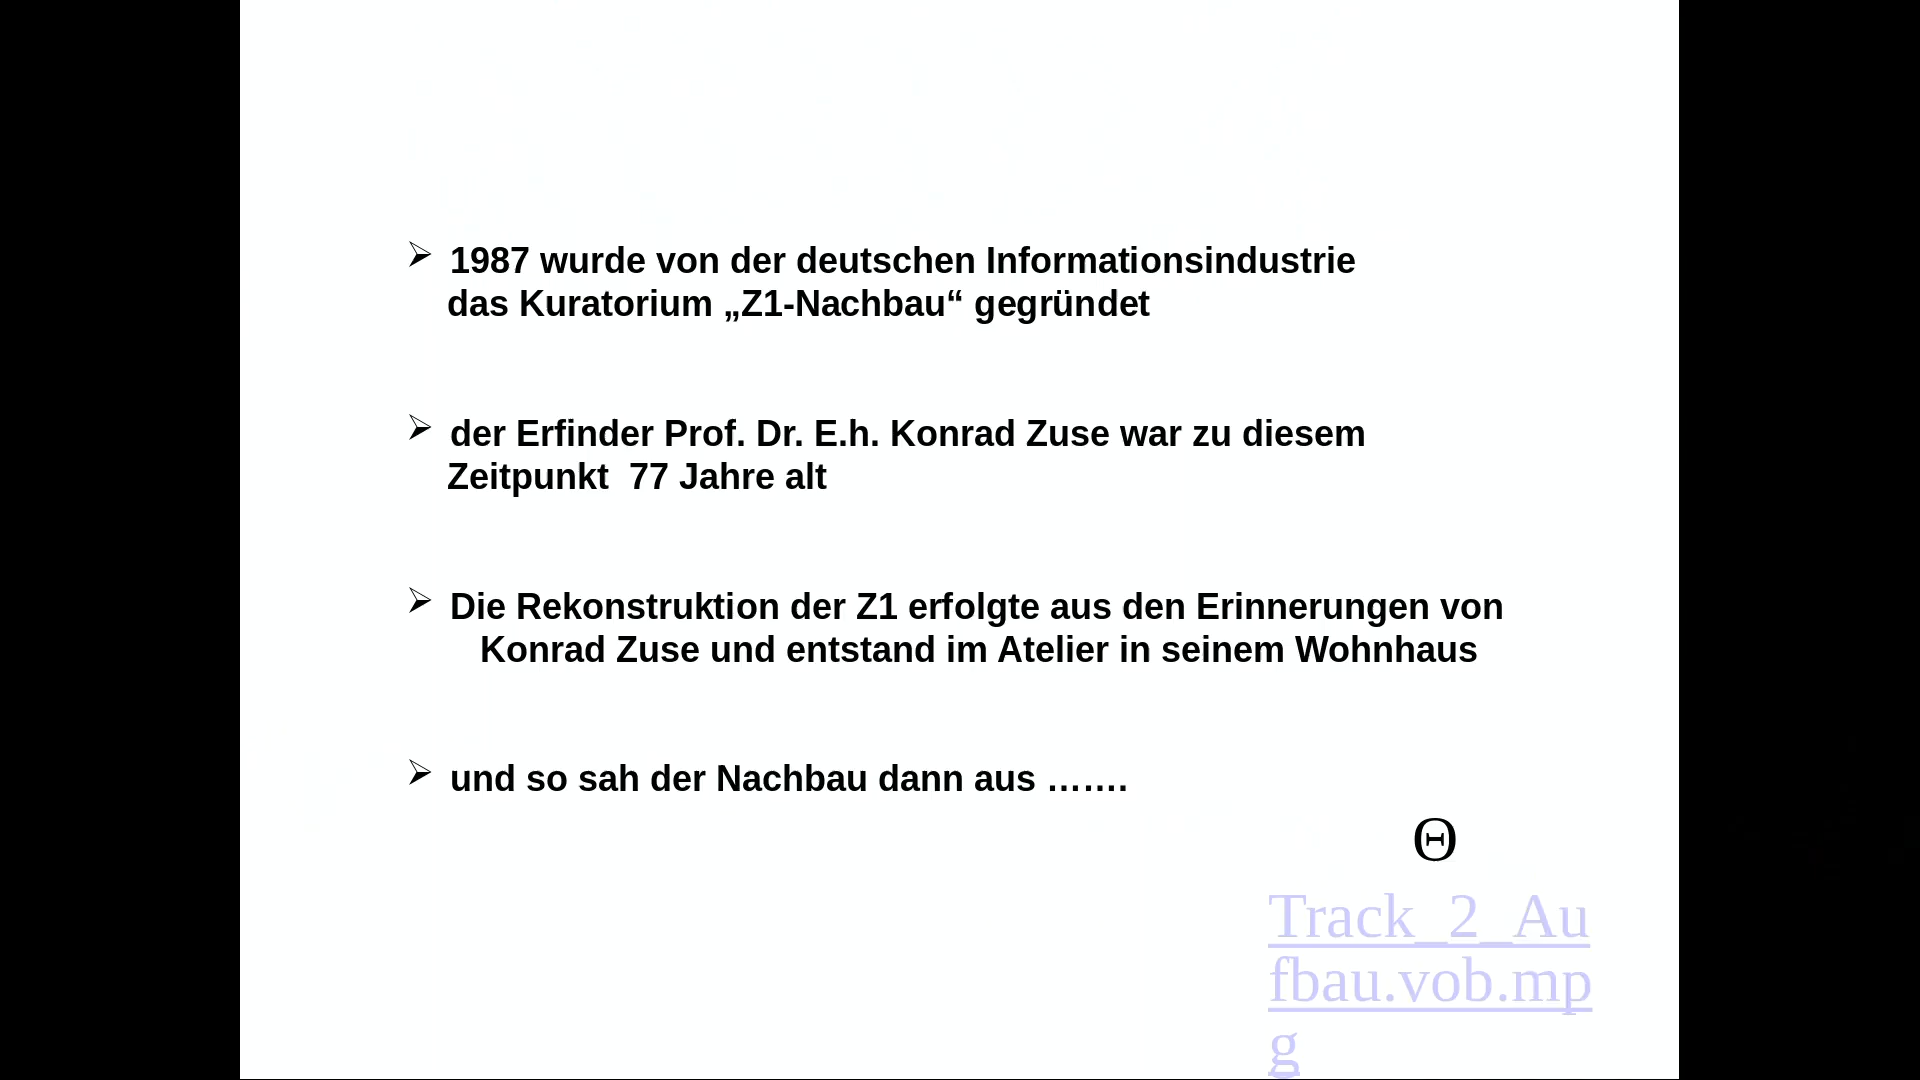 ➢ 1987 wurde von der deutschen Informationsindustrie
das Kuratorium „Z1-Nachbau“ gegründet
➢ der Erfinder Prof. Dr. E.h. Konrad Zuse war zu diesem
Zeitpunkt  77 Jahre alt
➢ Die Rekonstruktion der Z1 erfolgte aus den Erinnerungen von
Konrad Zuse und entstand im Atelier in seinem Wohnhaus
➢ und so sah der Nachbau dann aus …….
Θ
Track_2_Au
fbau.vob.mp
g